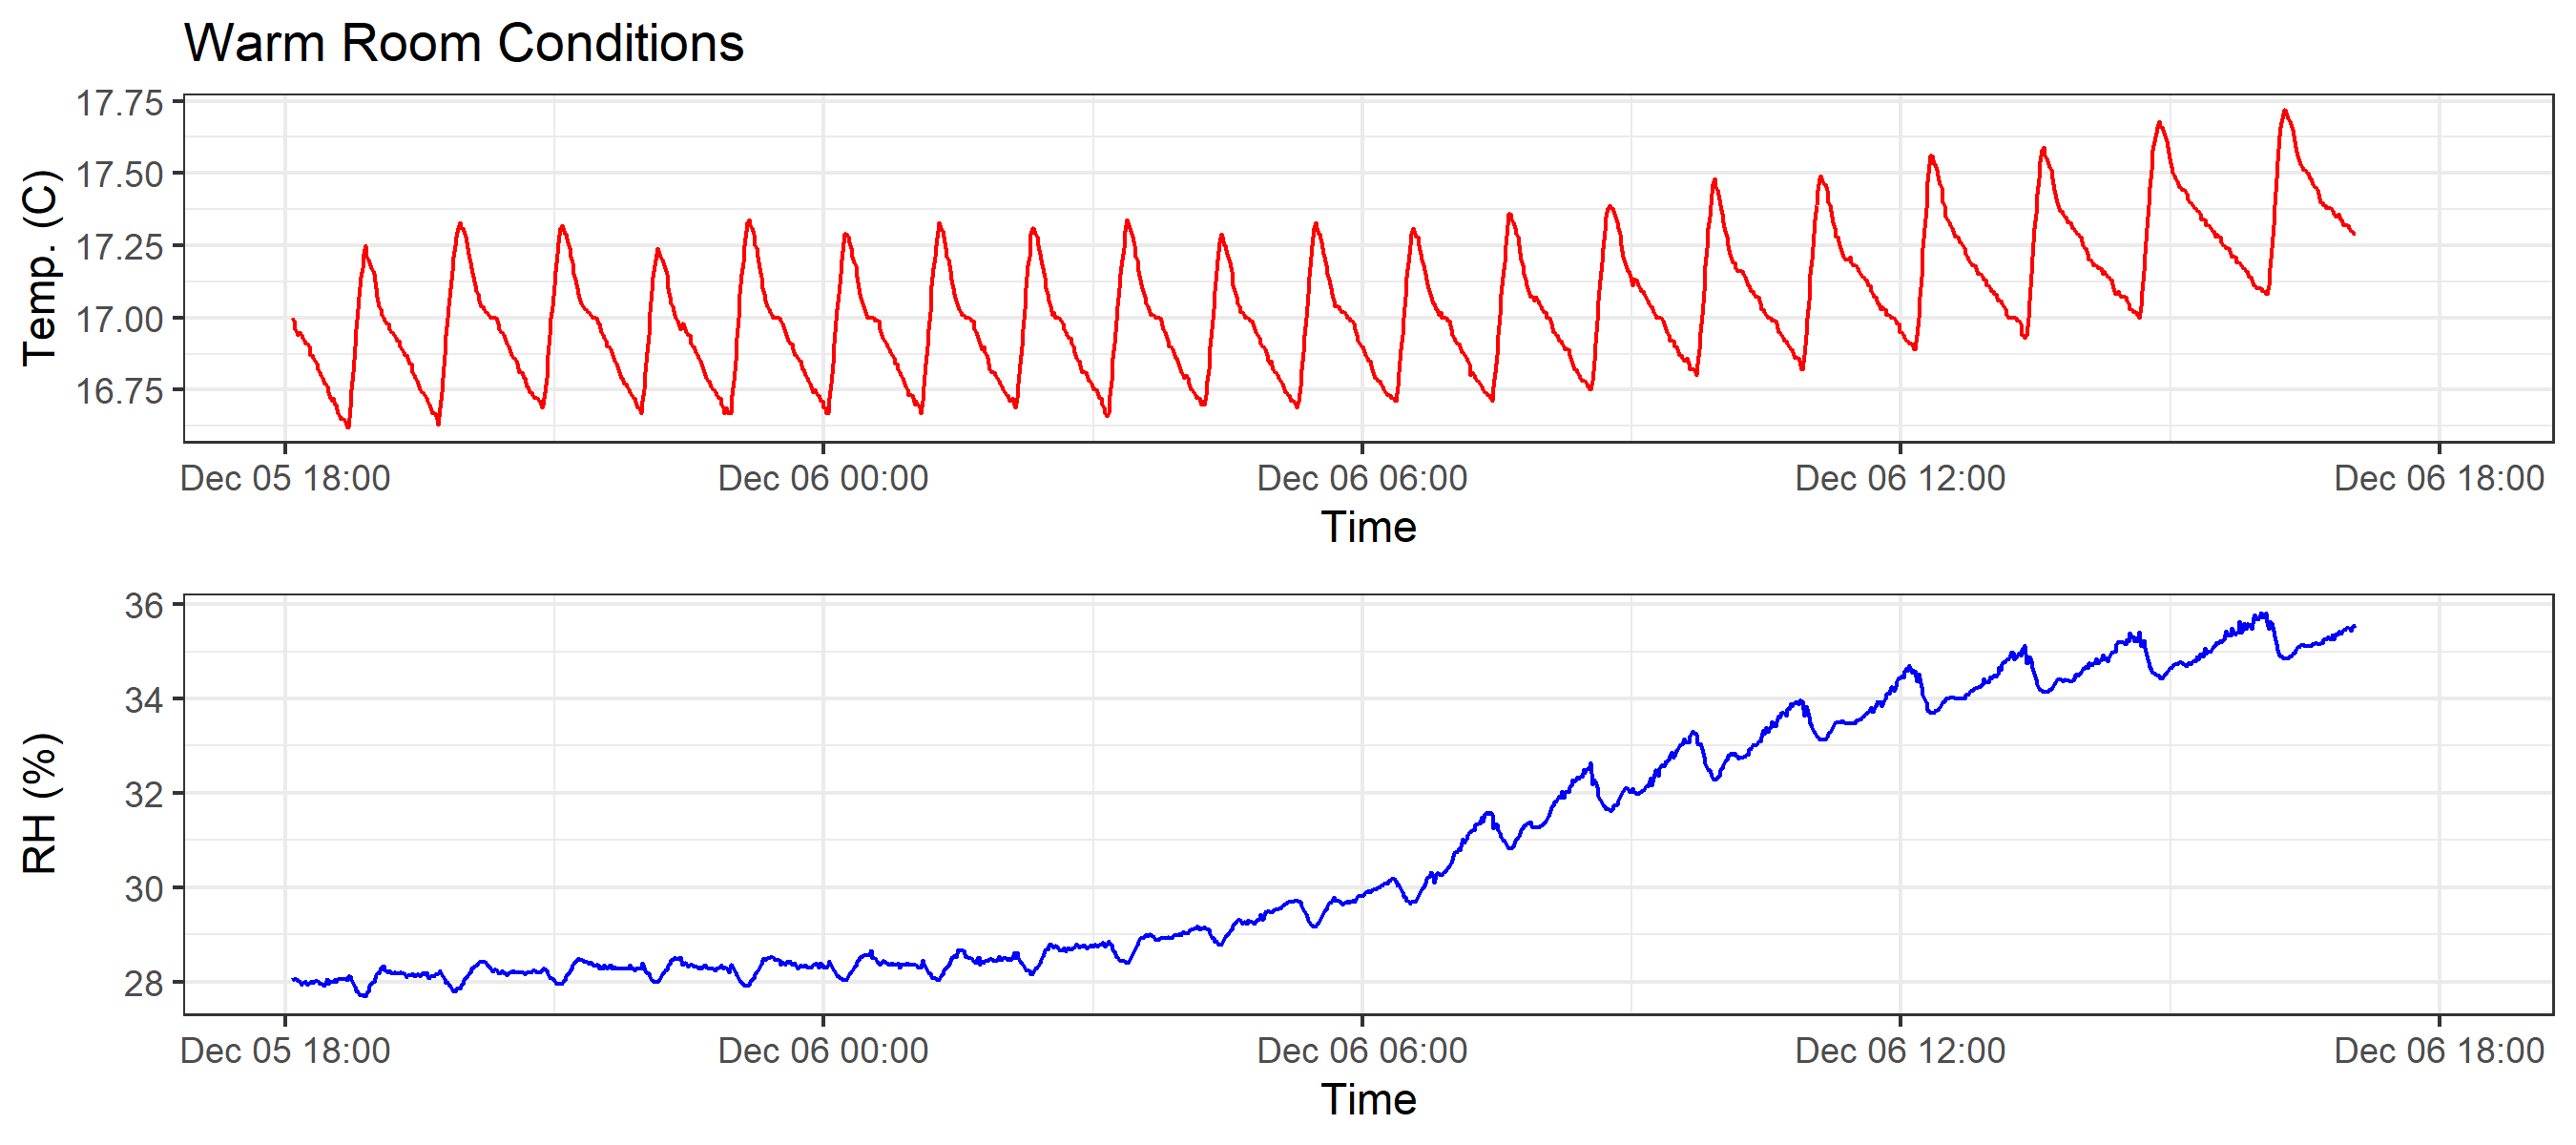 Warm Room Conditions
Temp. (C)
17.75
17.50
17.25
17.00
16.75
Dec 05 18:00 Dec 06 00:00 Dec 06 06:00 Dec 06 12:00 Dec 06 18:00
Time
RH (%)
36
34
32
30
28
Dec 05 18:00 Dec 06 00:00 Dec 06 06:00 Dec 06 12:00 Dec 06 18:00
Time